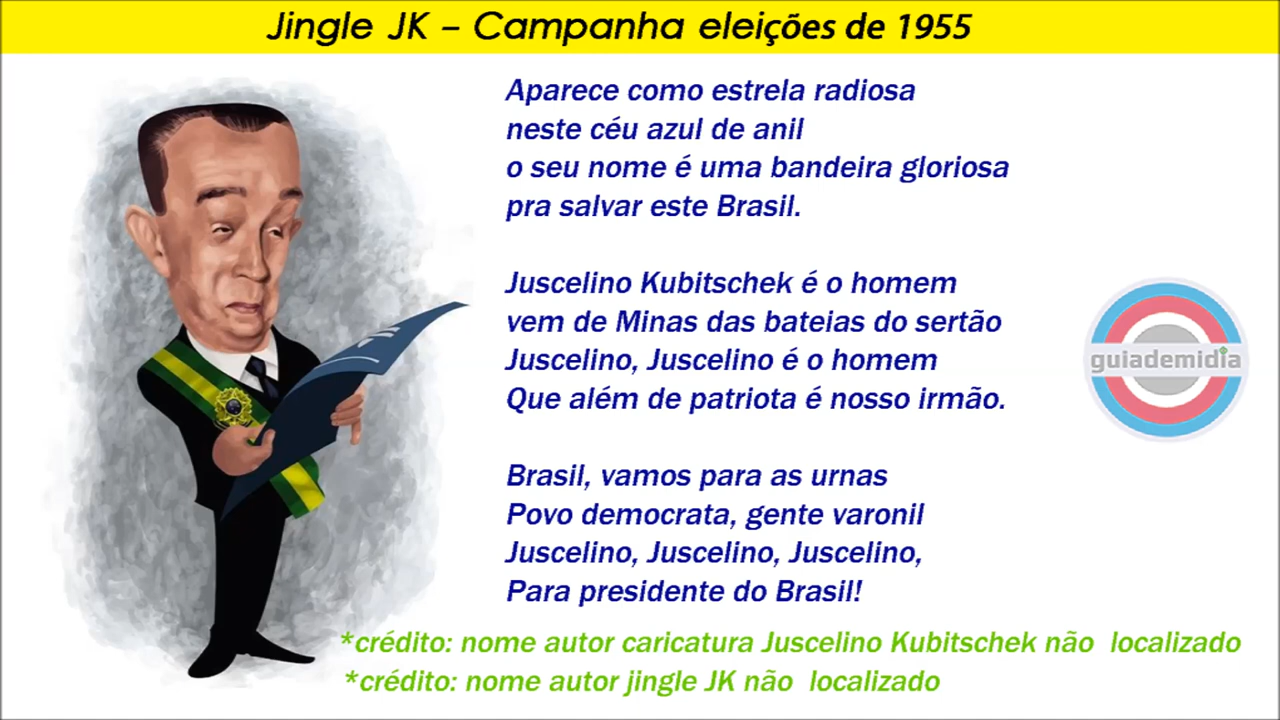 Jingle JK – Campanha eleições de 1955
Aparece como estrela radiosa
neste céu azul de anil
o seu nome é uma bandeira gloriosa
pra salvar este Brasil.
Juscelino Kubitschek é o homem
vem de Minas das bateias do sertão
Juscelino, Juscelino é o homem
Que além de patriota é nosso irmão.
guiademidia
Brasil, vamos para as urnas
Povo democrata, gente varonil
Juscelino, Juscelino, Juscelino,
Para presidente do Brasil!
*crédito: nome autor caricatura Juscelino Kubitschek não localizado
*crédito: nome autor jingle JK não localizado